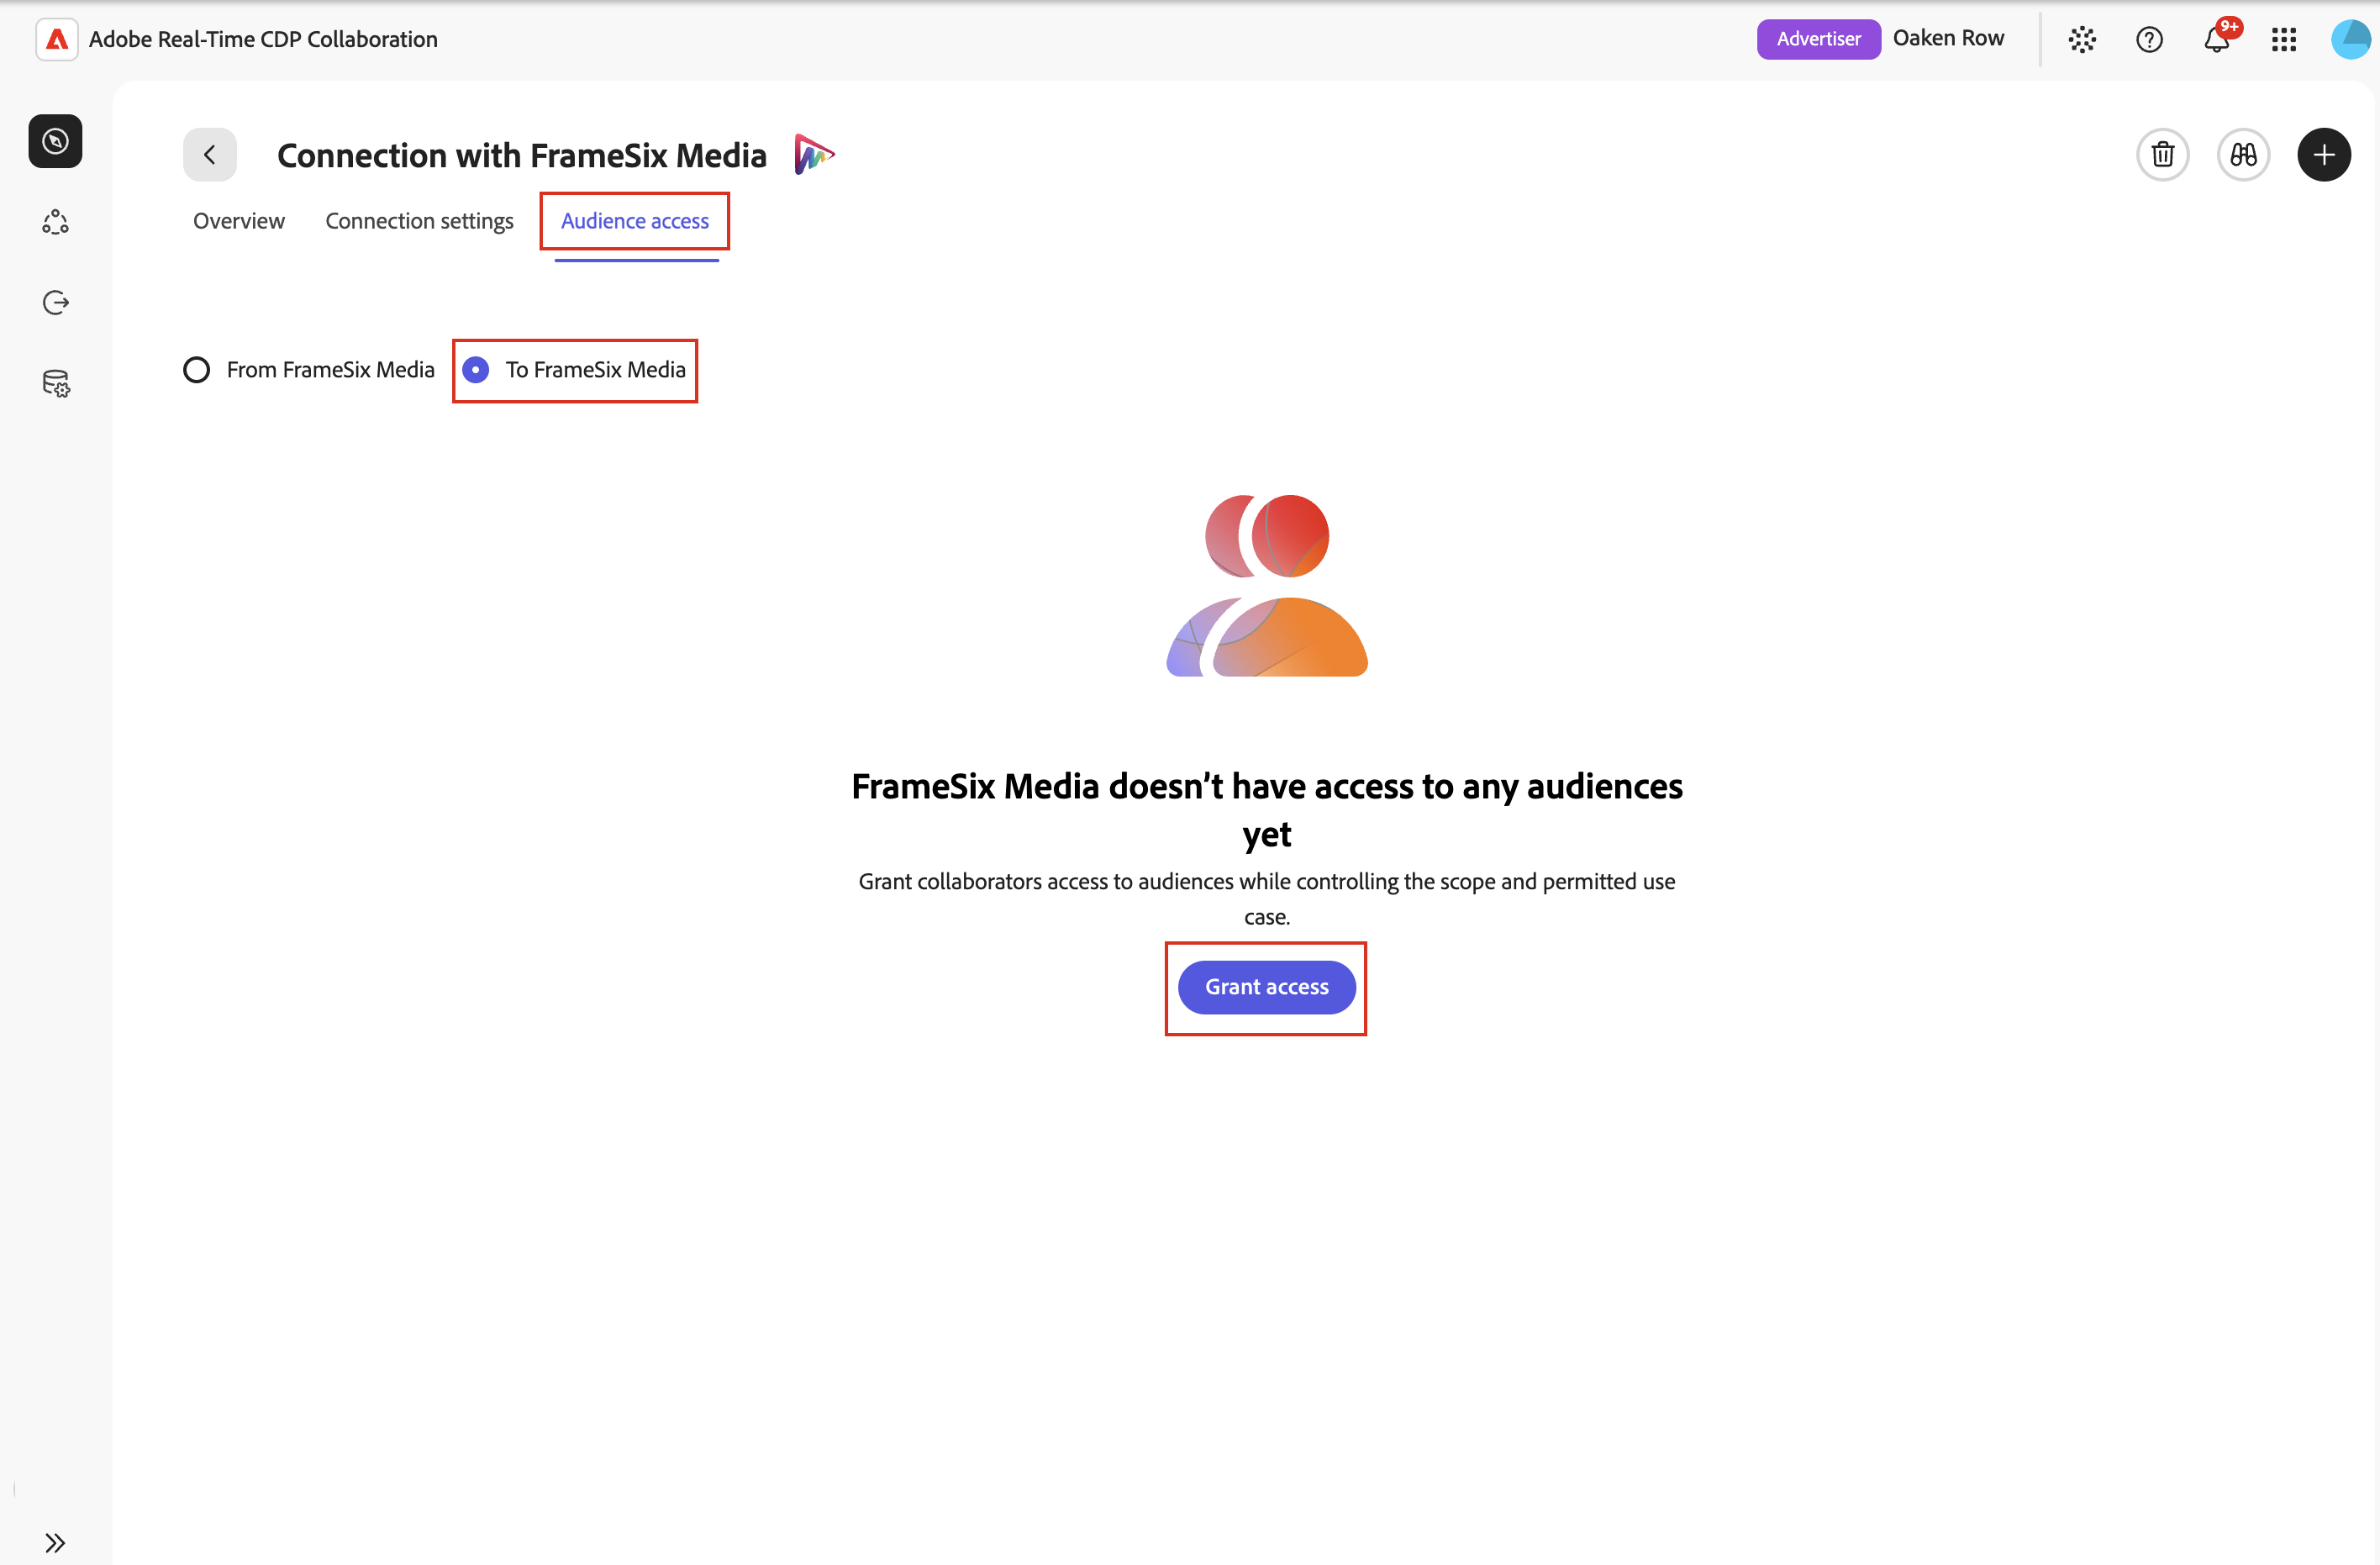 Adobe Real-Time CDP Collaboration
Advertiser
Oaken Row
9+
Connection with FrameSix Media
Overview
Connection settings
Audience access
From FrameSix Media
To FrameSix Media
FrameSix Media doesn’t have access to any audiences
yet
Grant collaborators access to audiences while controlling the scope and permitted use
case.
Grant access